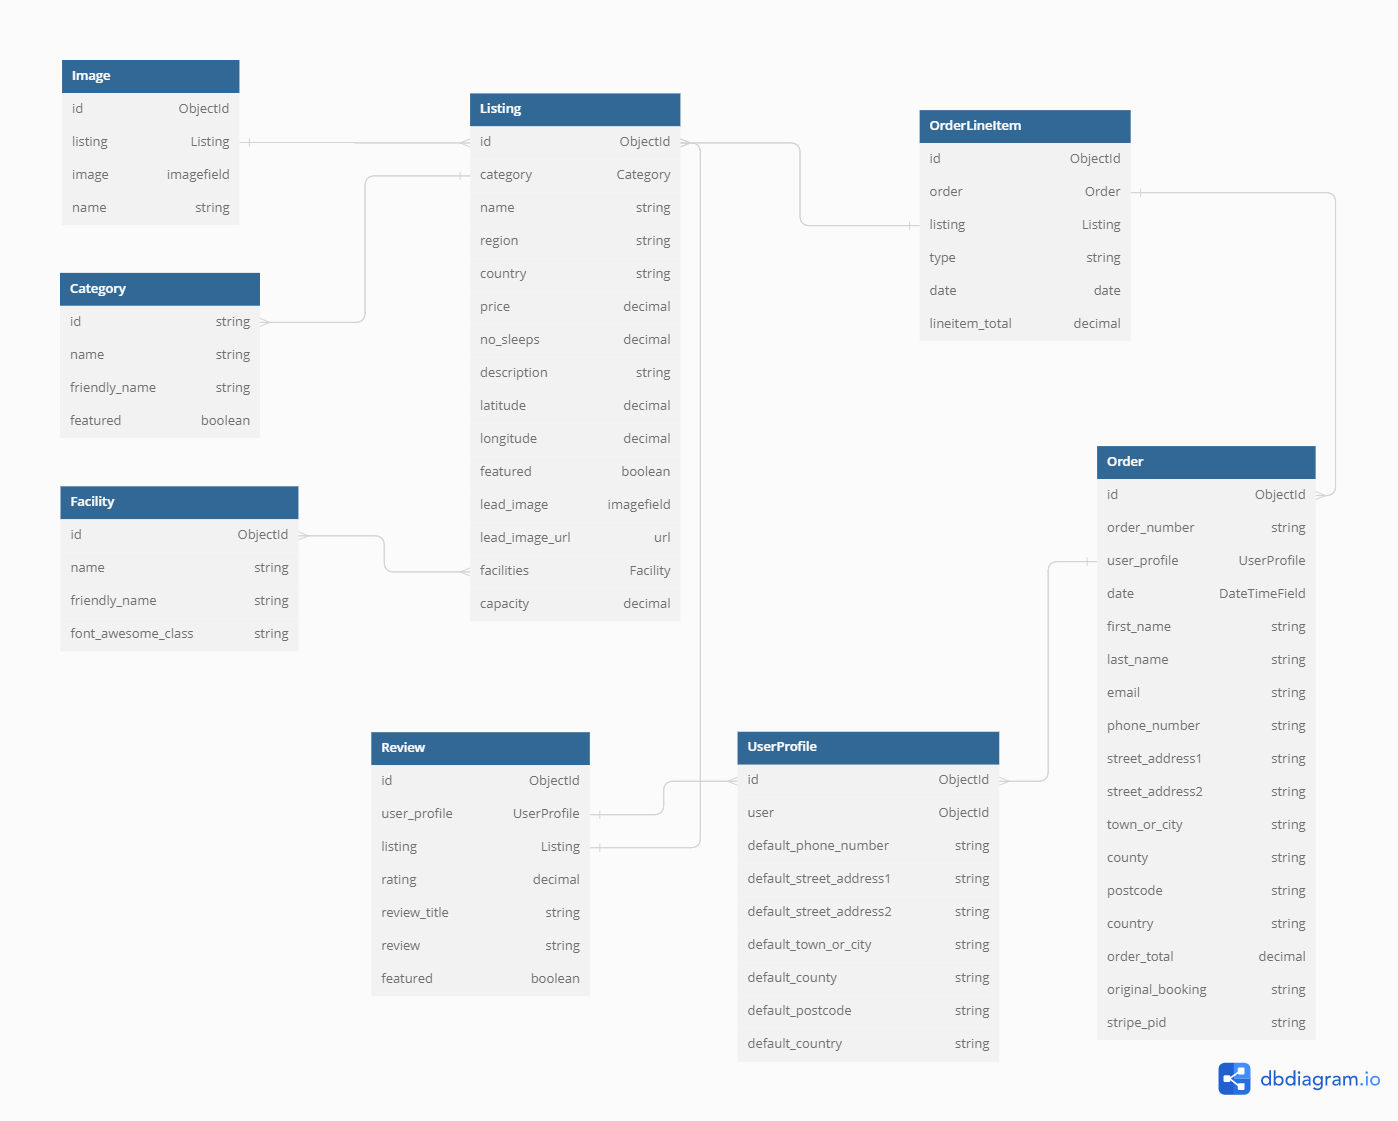 Image
id ObjectId
listing Listing
image imagefield
name string
Category
id string
name string
friendly_name string
featured boolean
Facility
id ObjectId
name string
friendly_name string
font_awesome_class string
Listing
id ObjectId
category Category
name string
region string
country string
price decimal
no_sleeps decimal
description string
latitude decimal
longitude decimal
featured boolean
lead_image imagefield
lead_image_url url
facilities Facility
capacity decimal
OrderLineItem
id ObjectId
order Order
listing Listing
type string
date date
lineitem_total decimal
Order
id ObjectId
order_number string
user_profile UserProfile
date DateTimeField
first_name string
last_name string
email string
phone_number string
street_address1 string
street_address2 string
town_or_city string
county string
postcode string
country string
order_total decimal
original_booking string
stripe_pid string
Review
id ObjectId
user_profile UserProfile
listing Listing
rating decimal
review_title string
review string
featured boolean
UserProfile
id ObjectId
user ObjectId
default_phone_number string
default_street_address1 string
default_street_address2 string
default_town_or_city string
default_county string
default_postcode string
default_country string
dbdiagram.io